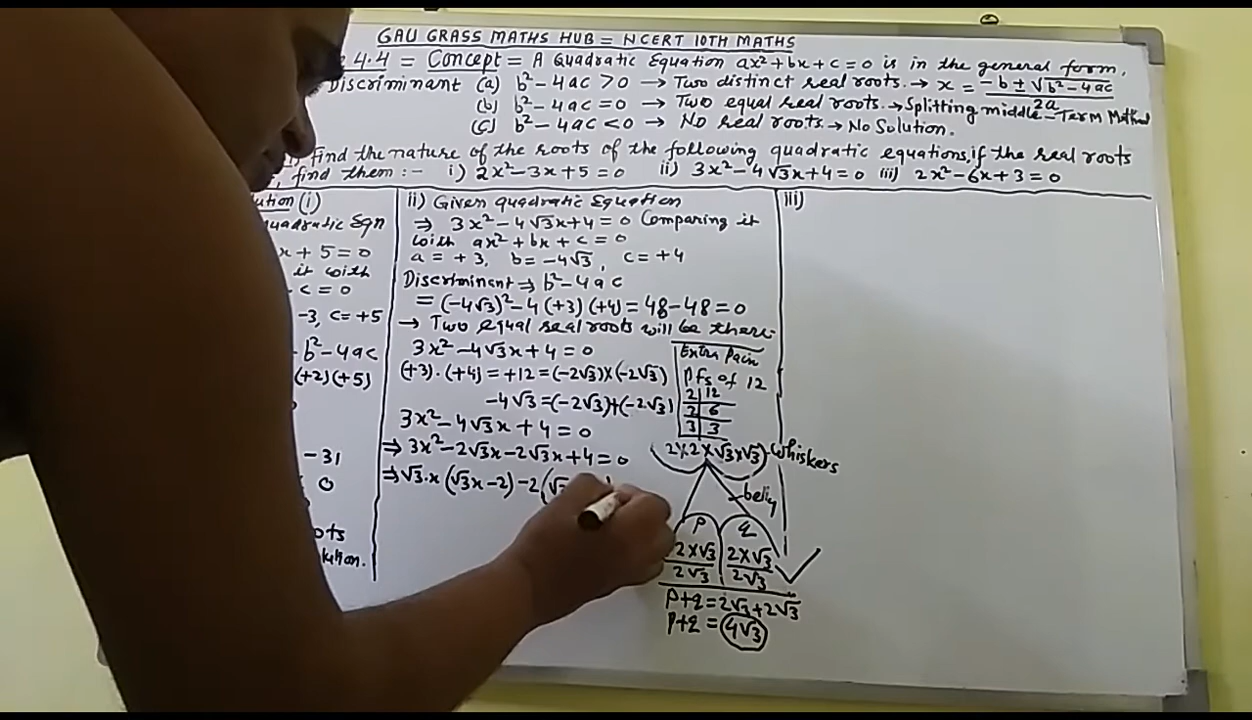 GAU GRASS MATHS HUB = NCERT 10TH MATHS
4.4 = Concept = A Quadratic Equation ax²+bx+c=0 is in the general form.
Discriminant (a) b²-4ac>0 → Two distinct real roots. → x = -b±√b²-4ac
2a
(b) b²-4ac=0 → Two equal real roots. → Splitting middle-Term Method
(c) b²-4ac<0 → No real roots → No Solution.
Find the nature of the roots of the following quadratic equations, if the real roots
, find them :- i) 2x²-3x+5=0 ii) 3x²-4√3x+4=0 iii) 2x²-6x+3=0
(i)
Eqn
x+5=0
it with
c=0
-3, c=+5
b²-4ac
(+2)(+5)
-31
0
ii) Given quadratic Equation
⇒ 3x²-4√3x+4=0 Comparing it
with ax²+bx+c=0
a=+3, b=-4√3, c=+4
Discriminant ⇒ b²-4ac
= (-4√3)²-4(+3)(+4)=48-48=0
→ Two equal real roots will be there.
3x²-4√3x+4=0
(+3).(+4)=+12=(-2√3)×(-2√3)
-4√3=(-2√3)+(-2√3)
3x²-4√3x+4=0
⇒ 3x²-2√3x-2√3x+4=0
⇒ √3.x(√3x-2)-2(√
Extra Pain
Pfs of 12
2 | 12
2 | 6
3 | 3
2×2×√3×√3 whiskers
belly
p q
2×√3 2×√3
2√3 2√3
p+q=2√3+2√3
p+q=4√3
iii)